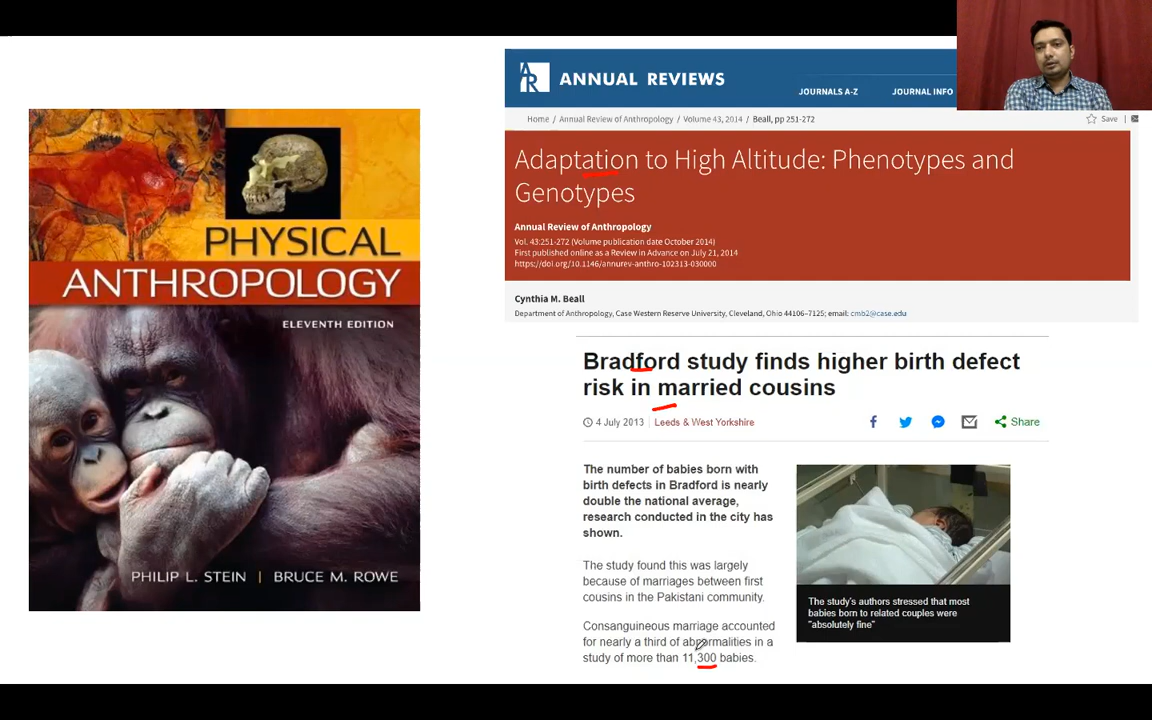 PHYSICAL
ANTHROPOLOGY
ELEVENTH EDITION
PHILIP L. STEIN | BRUCE M. ROWE
AR ANNUAL REVIEWS
JOURNALS A-Z JOURNAL INFO
Home / Annual Review of Anthropology / Volume 43, 2014 / Beall, pp 251-272
Save |
Adaptation to High Altitude: Phenotypes and
Genotypes
Annual Review of Anthropology
Vol. 43:251-272 (Volume publication date October 2014)
First published online as a Review in Advance on July 21, 2014
https://doi.org/10.1146/annurev-anthro-102313-030000
Cynthia M. Beall
Department of Anthropology, Case Western Reserve University, Cleveland, Ohio 44106–7125; email: cmb2@case.edu
Bradford study finds higher birth defect
risk in married cousins
4 July 2013 | Leeds & West Yorkshire
Share
The number of babies born with
birth defects in Bradford is nearly
double the national average,
research conducted in the city has
shown.
The study found this was largely
because of marriages between first
cousins in the Pakistani community.
Consanguineous marriage accounted
for nearly a third of abnormalities in a
study of more than 11,300 babies.
The study's authors stressed that most
babies born to related couples were
"absolutely fine"